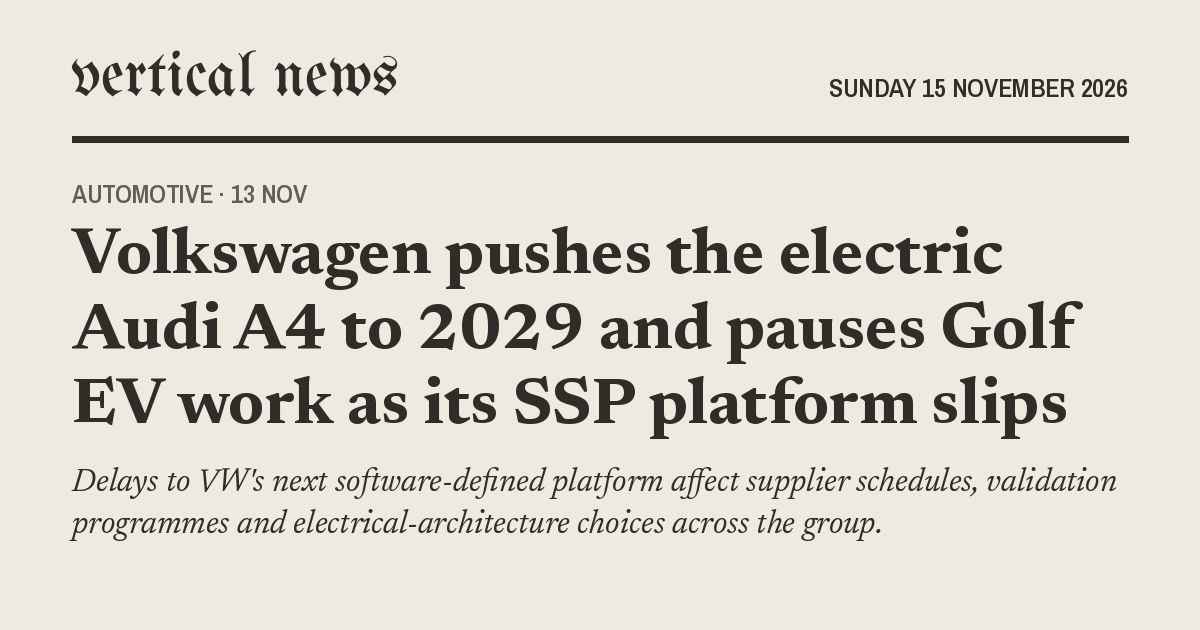 vertical news
SUNDAY 15 NOVEMBER 2026
AUTOMOTIVE · 13 NOV
Volkswagen pushes the electric
Audi A4 to 2029 and pauses Golf
EV work as its SSP platform slips
Delays to VW's next software-defined platform affect supplier schedules, validation
programmes and electrical-architecture choices across the group.